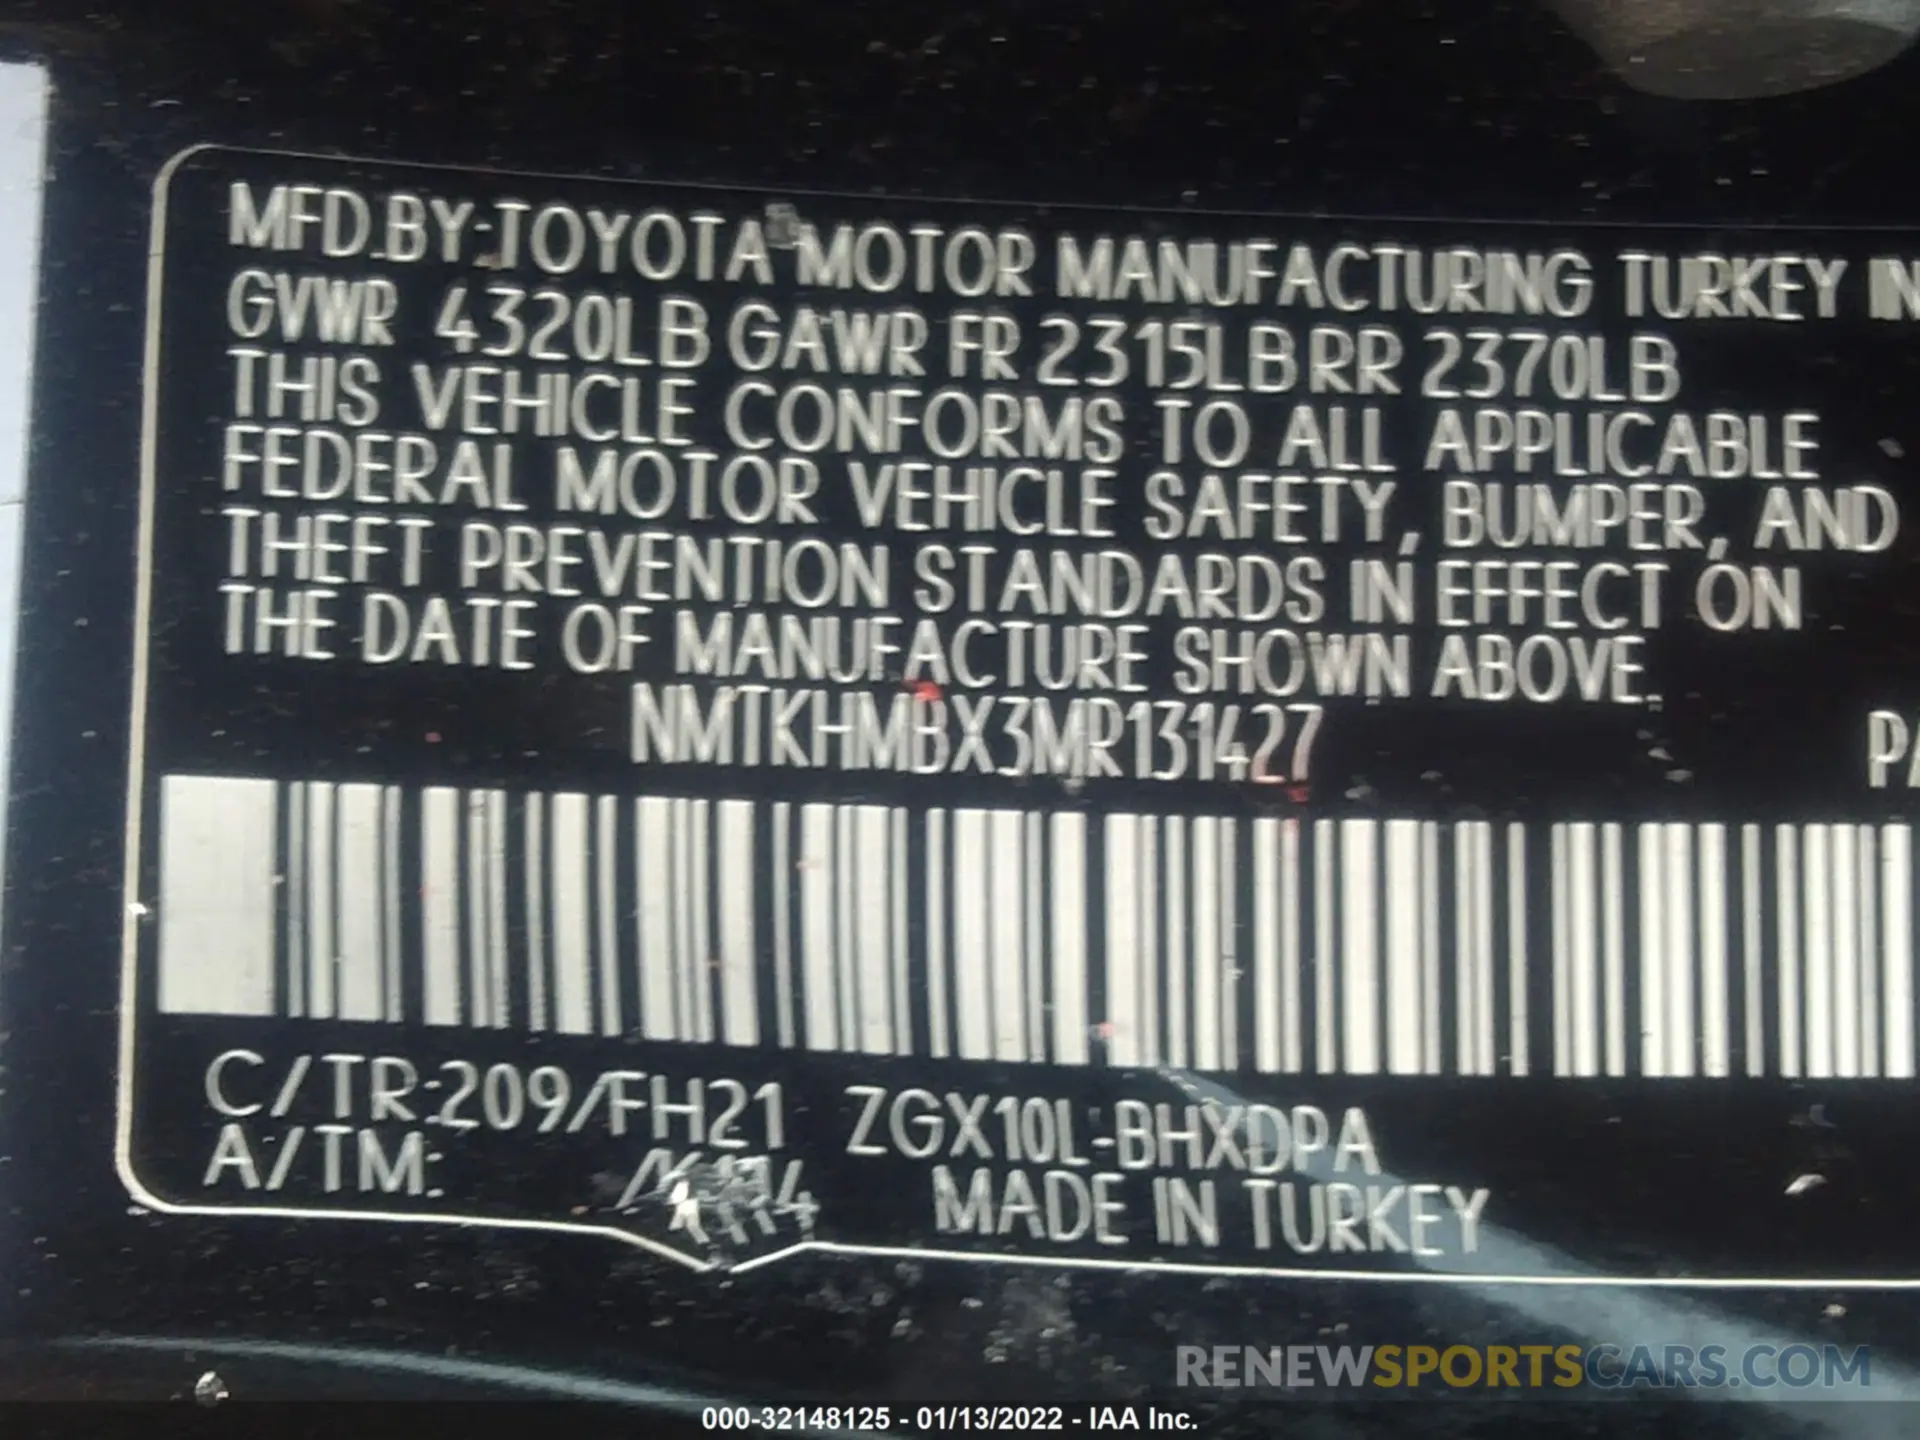 MFD.BY:TOYOTA MOTOR MANUFACTURING TURKEY IN
GVWR 4320LB GAWR FR 2315LB RR 2370LB
THIS VEHICLE CONFORMS TO ALL APPLICABLE
FEDERAL MOTOR VEHICLE SAFETY, BUMPER, AND
THEFT PREVENTION STANDARDS IN EFFECT ON
THE DATE OF MANUFACTURE SHOWN ABOVE.
NMTKHMBX3MR131427
PA
C/TR:209/FH21 ZGX10L-BHXDPA
A/TM: MADE IN TURKEY
RENEWSPORTSCARS.COM
000-32148125 - 01/13/2022 - IAA Inc.